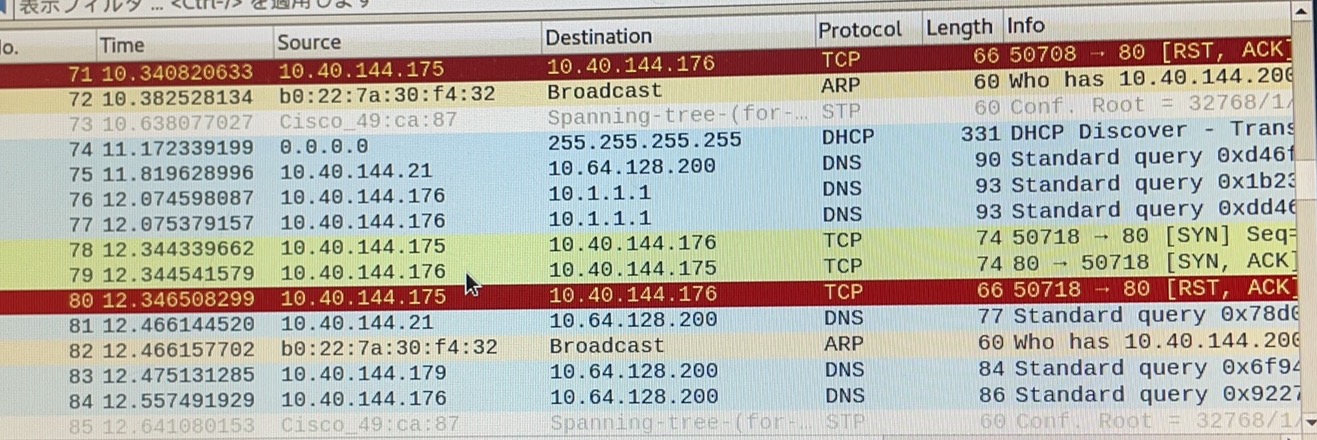 表示フィルタ … <Ctrl-/> を適用します
No. Time Source Destination Protocol Length Info
71 10.340820633 10.40.144.175 10.40.144.176 TCP 66 50708 → 80 [RST, ACK]
72 10.382528134 b0:22:7a:30:f4:32 Broadcast ARP 60 Who has 10.40.144.200
73 10.638077027 Cisco_49:ca:87 Spanning-tree-(for-… STP 60 Conf. Root = 32768/1/
74 11.172339199 0.0.0.0 255.255.255.255 DHCP 331 DHCP Discover - Trans
75 11.819628996 10.40.144.21 10.64.128.200 DNS 90 Standard query 0xd46f
76 12.074598087 10.40.144.176 10.1.1.1 DNS 93 Standard query 0x1b23
77 12.075379157 10.40.144.176 10.1.1.1 DNS 93 Standard query 0xdd46
78 12.344339662 10.40.144.175 10.40.144.176 TCP 74 50718 → 80 [SYN] Seq=
79 12.344541579 10.40.144.176 10.40.144.175 TCP 74 80 → 50718 [SYN, ACK]
80 12.346508299 10.40.144.175 10.40.144.176 TCP 66 50718 → 80 [RST, ACK]
81 12.466144520 10.40.144.21 10.64.128.200 DNS 77 Standard query 0x78d0
82 12.466157702 b0:22:7a:30:f4:32 Broadcast ARP 60 Who has 10.40.144.200
83 12.475131285 10.40.144.179 10.64.128.200 DNS 84 Standard query 0x6f94
84 12.557491929 10.40.144.176 10.64.128.200 DNS 86 Standard query 0x9227
85 12.641080153 Cisco_49:ca:87 Spanning-tree-(for-… STP 60 Conf. Root = 32768/1/